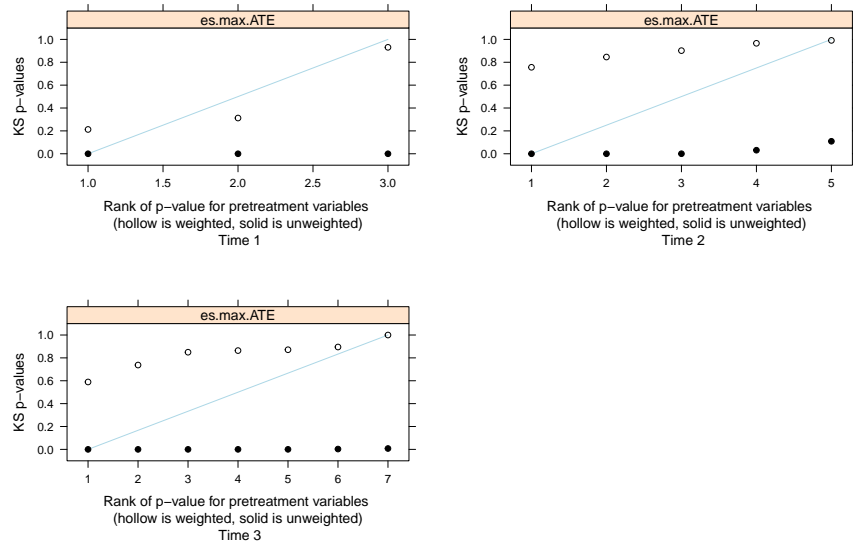 es.max.ATE
KS p−values
1.0
0.8
0.6
0.4
0.2
0.0
1.0 1.5 2.0 2.5 3.0
Rank of p−value for pretreatment variables
(hollow is weighted, solid is unweighted)
Time 1
es.max.ATE
KS p−values
1.0
0.8
0.6
0.4
0.2
0.0
1 2 3 4 5
Rank of p−value for pretreatment variables
(hollow is weighted, solid is unweighted)
Time 2
es.max.ATE
KS p−values
1.0
0.8
0.6
0.4
0.2
0.0
1 2 3 4 5 6 7
Rank of p−value for pretreatment variables
(hollow is weighted, solid is unweighted)
Time 3